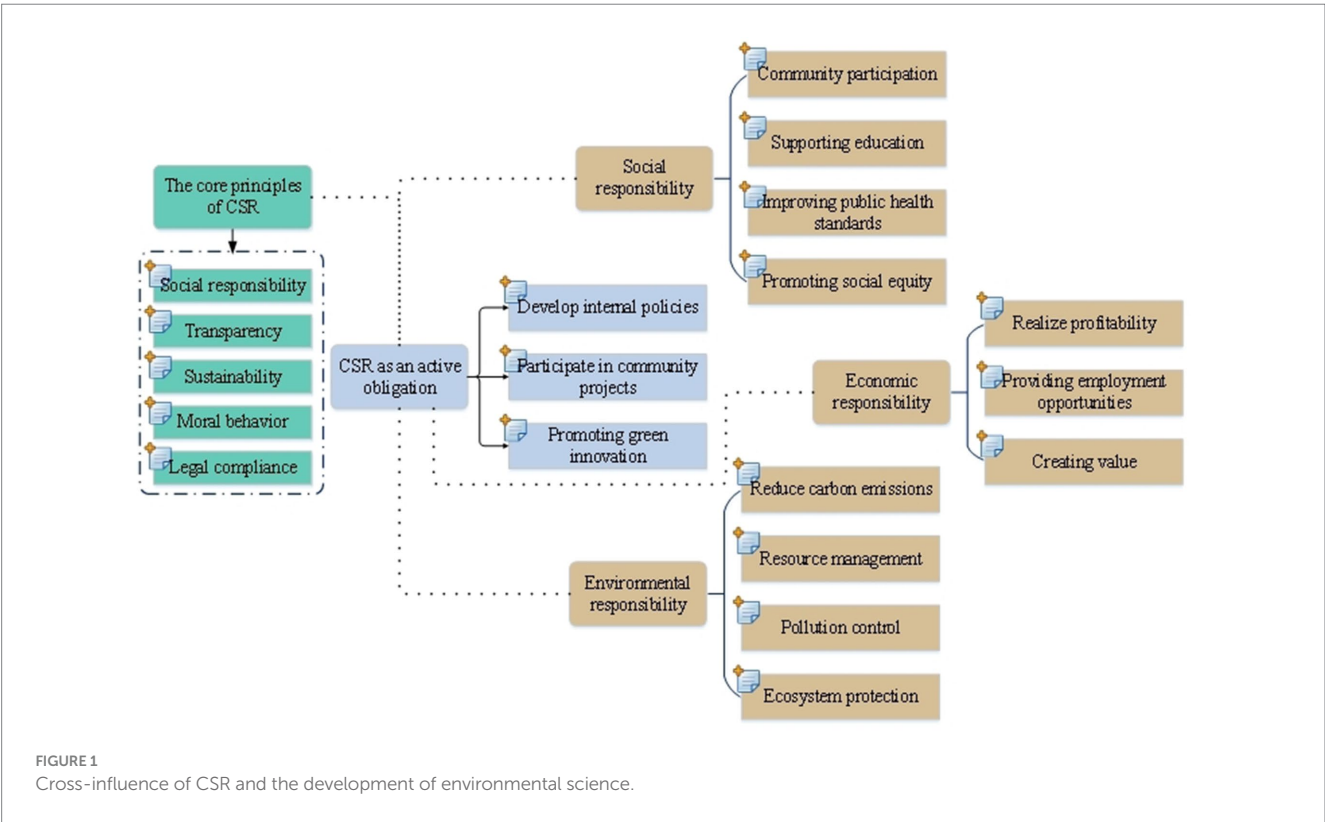 The core principles
of CSR
Social responsibility
Transparency
Sustainability
Moral behavior
Legal compliance
CSR as an active
obligation
Develop internal policies
Participate in community
projects
Promoting green
innovation
Social
responsibility
Community participation
Supporting education
Improving public health
standards
Promoting social equity
Economic
responsibility
Realize profitability
Providing employment
opportunities
Creating value
Environmental
responsibility
Reduce carbon emissions
Resource management
Pollution control
Ecosystem protection
FIGURE 1
Cross-influence of CSR and the development of environmental science.